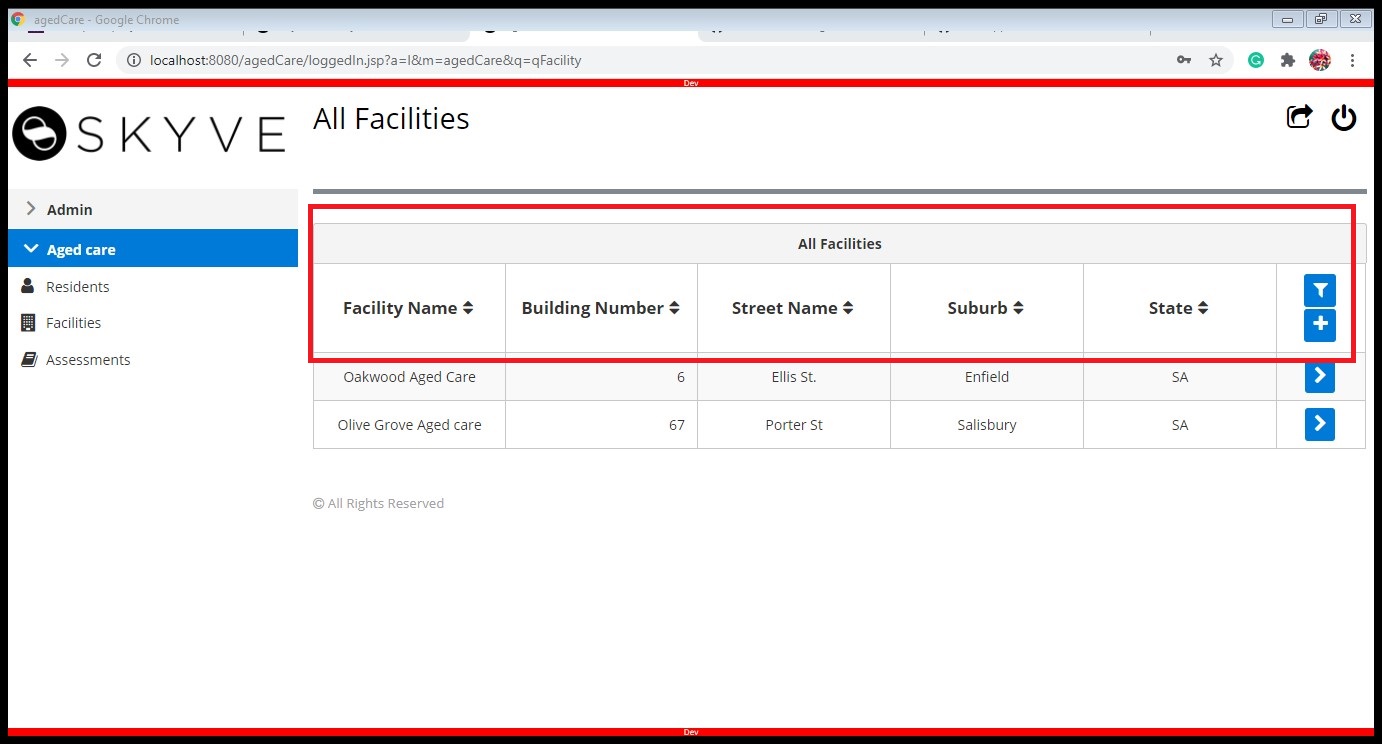 agedCare - Google Chrome
localhost:8080/agedCare/loggedIn.jsp?a=l&m=agedCare&q=qFacility
Dev
SKYVE
All Facilities
Admin
Aged care
Residents
Facilities
Assessments
All Facilities
Facility Name Building Number Street Name Suburb State
Oakwood Aged Care 6 Ellis St. Enfield SA
Olive Grove Aged care 67 Porter St Salisbury SA
© All Rights Reserved
Dev